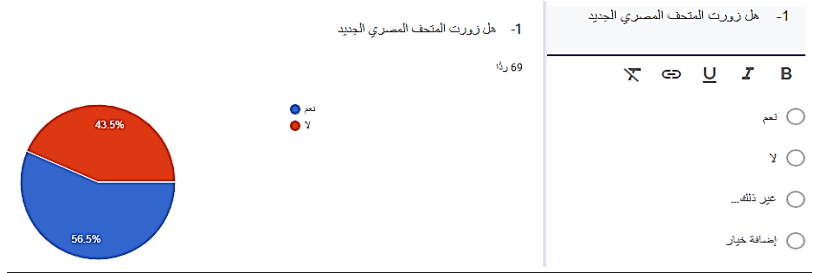 1- هل زورت المتحف المصري الجديد
B I U
نعم
لا
غير ذلك...
إضافة خيار
1- هل زورت المتحف المصري الجديد
69 ردًا
نعم
لا
43.5%
56.5%